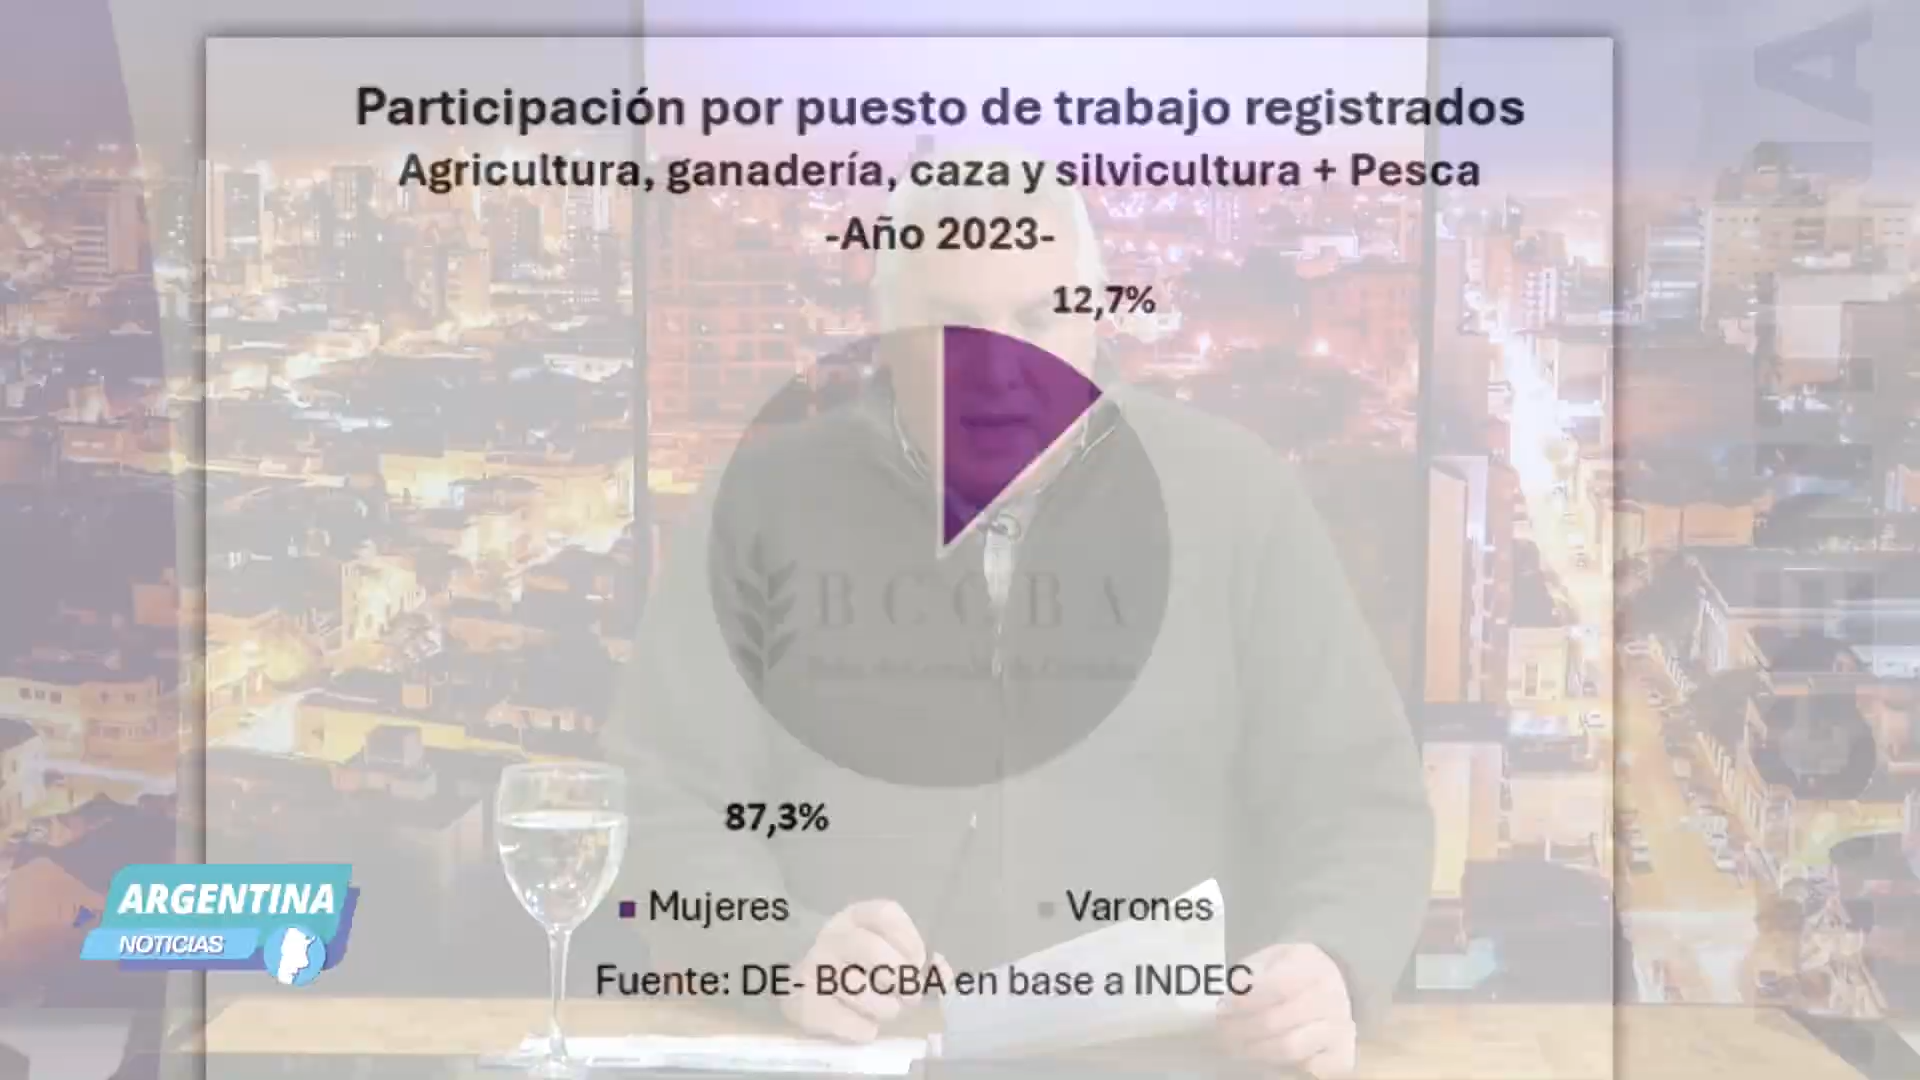 Participación por puesto de trabajo registrados
Agricultura, ganadería, caza y silvicultura + Pesca
-Año 2023-
12,7%
BCCBA
87,3%
Mujeres
Varones
Fuente: DE- BCCBA en base a INDEC
ARGENTINA
NOTICIAS